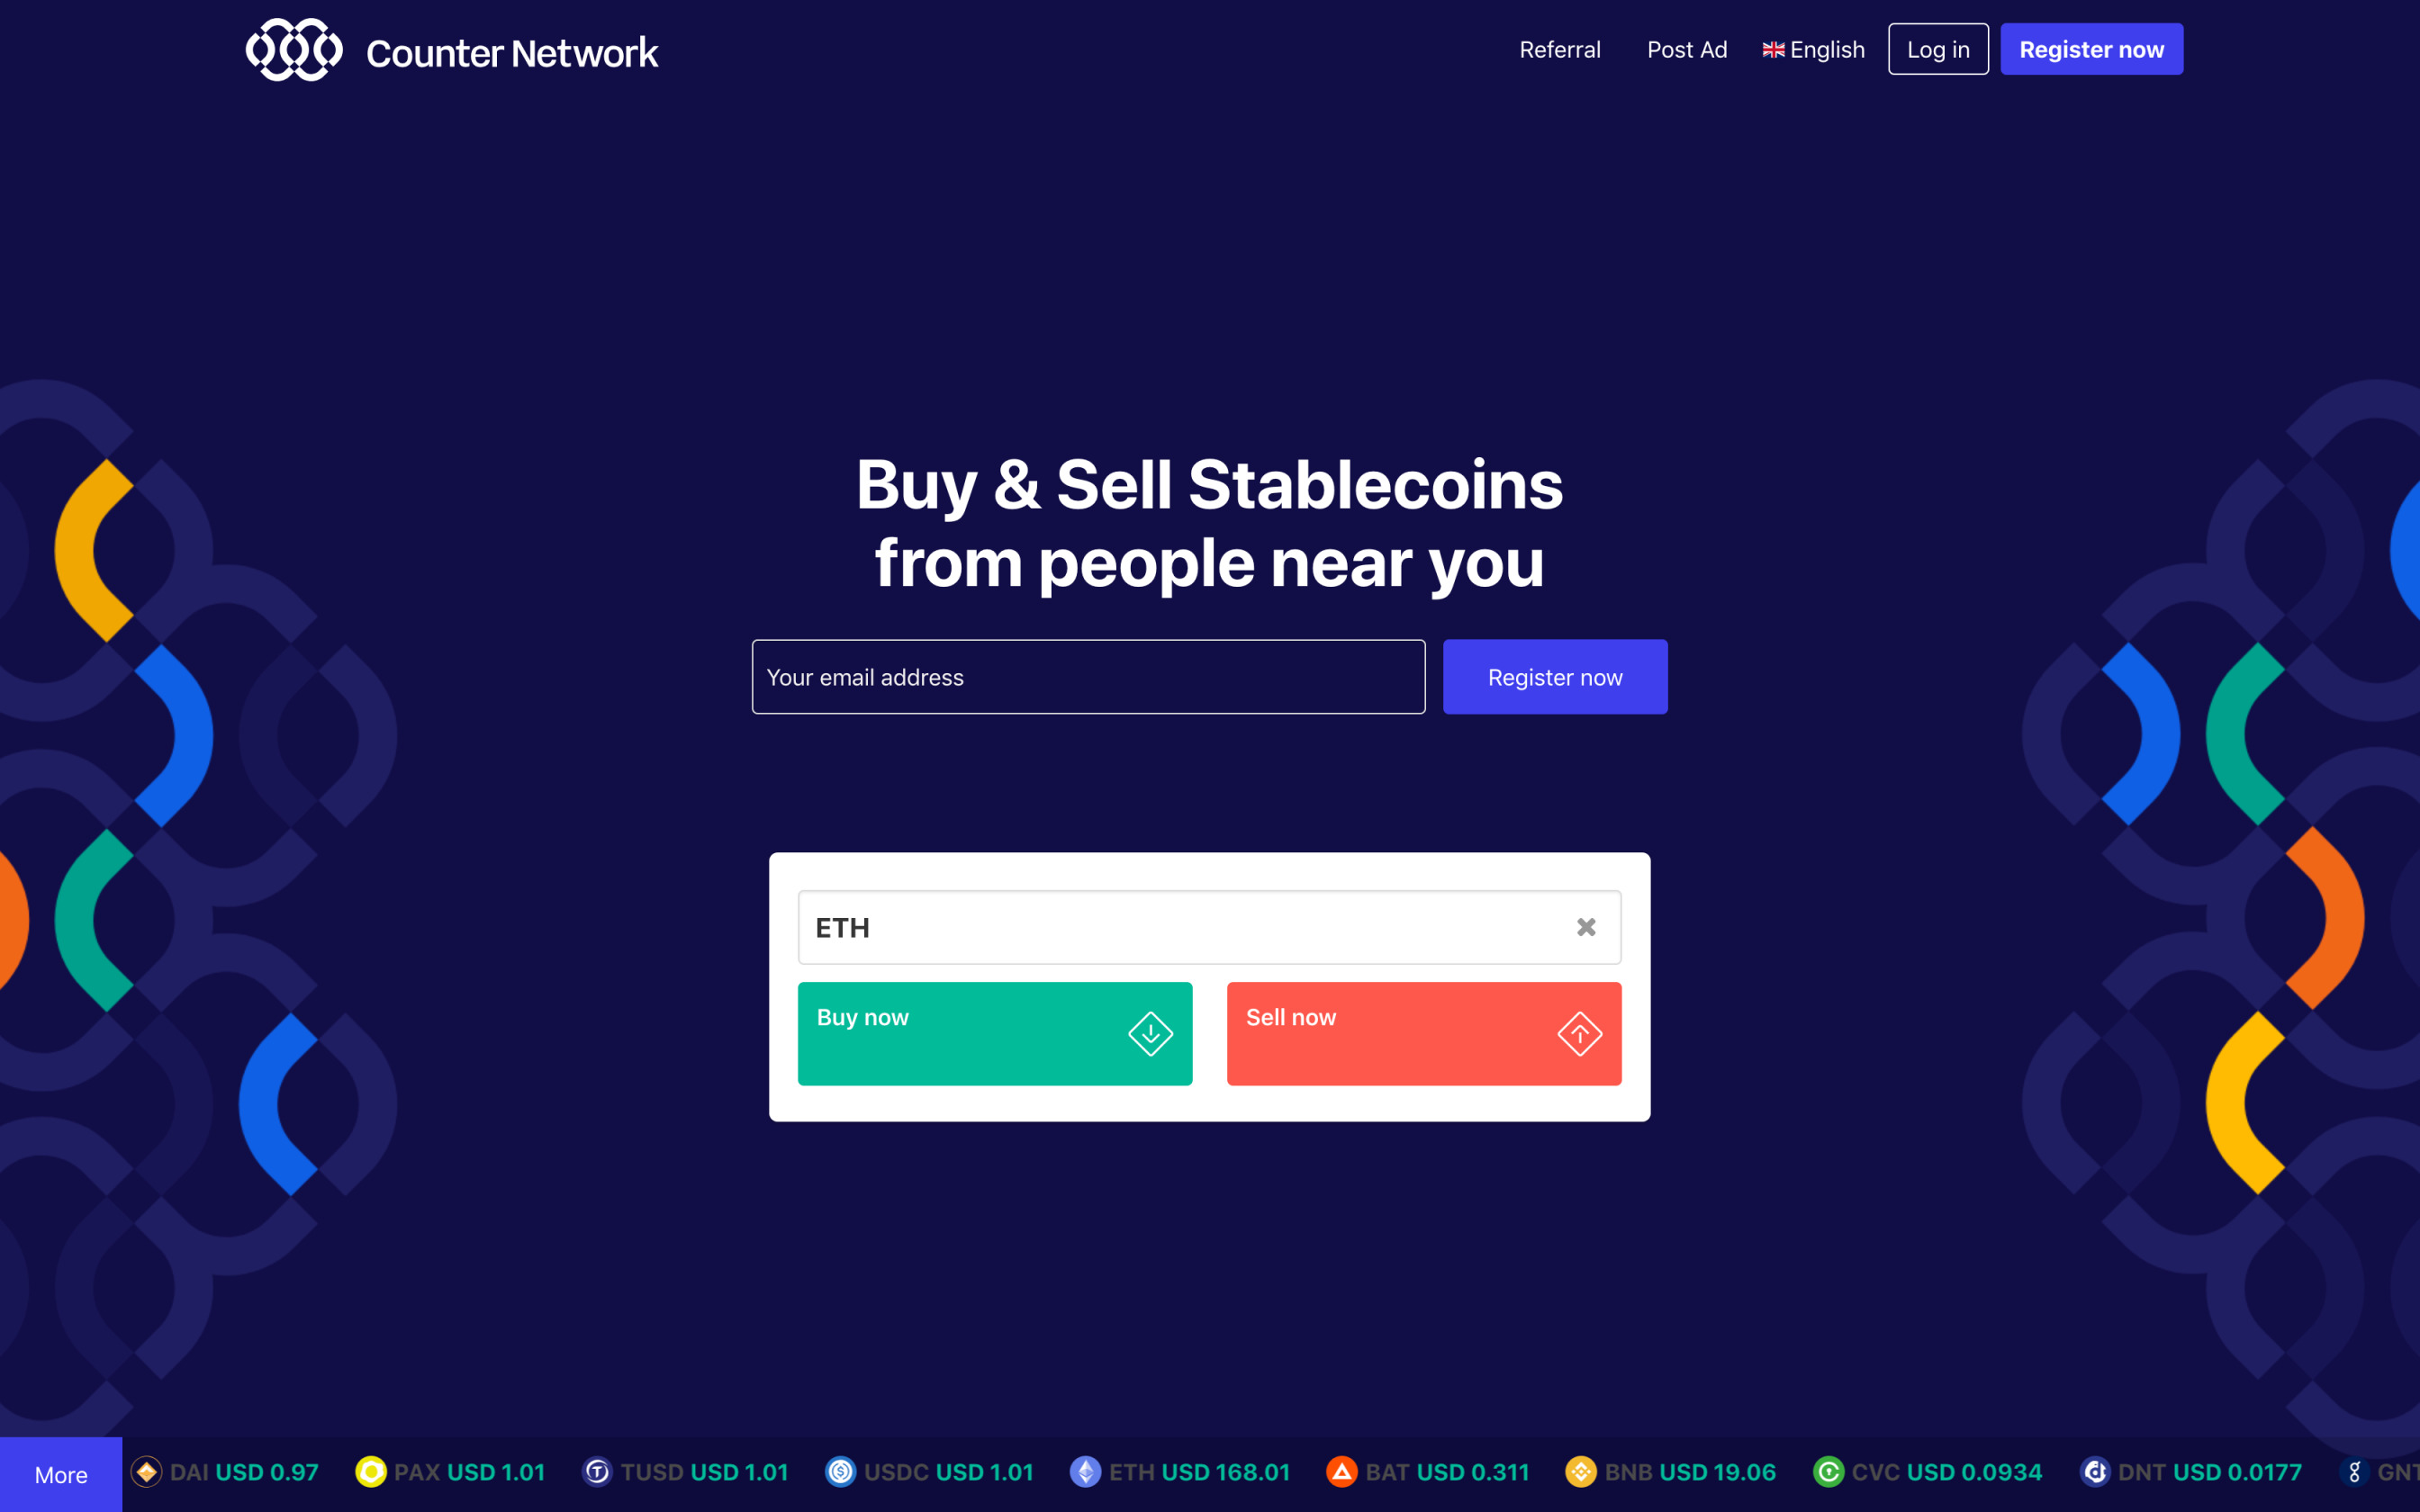 Counter Network
Referral
Post Ad
English
Log in
Register now
Buy & Sell Stablecoins
from people near you
Your email address
Register now
ETH
Buy now
Sell now
More
DAI USD 0.97
PAX USD 1.01
TUSD USD 1.01
USDC USD 1.01
ETH USD 168.01
BAT USD 0.311
BNB USD 19.06
CVC USD 0.0934
DNT USD 0.0177
GNT